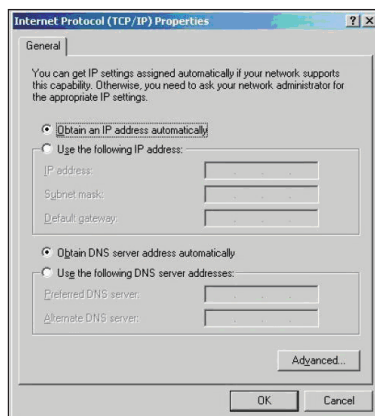 Internet Protocol (TCP/IP) Properties
General
You can get IP settings assigned automatically if your network supports
this capability. Otherwise, you need to ask your network administrator for
the appropriate IP settings.
Obtain an IP address automatically
Use the following IP address:
IP address:
Subnet mask:
Default gateway:
Obtain DNS server address automatically
Use the following DNS server addresses:
Preferred DNS server:
Alternate DNS server:
Advanced...
OK Cancel